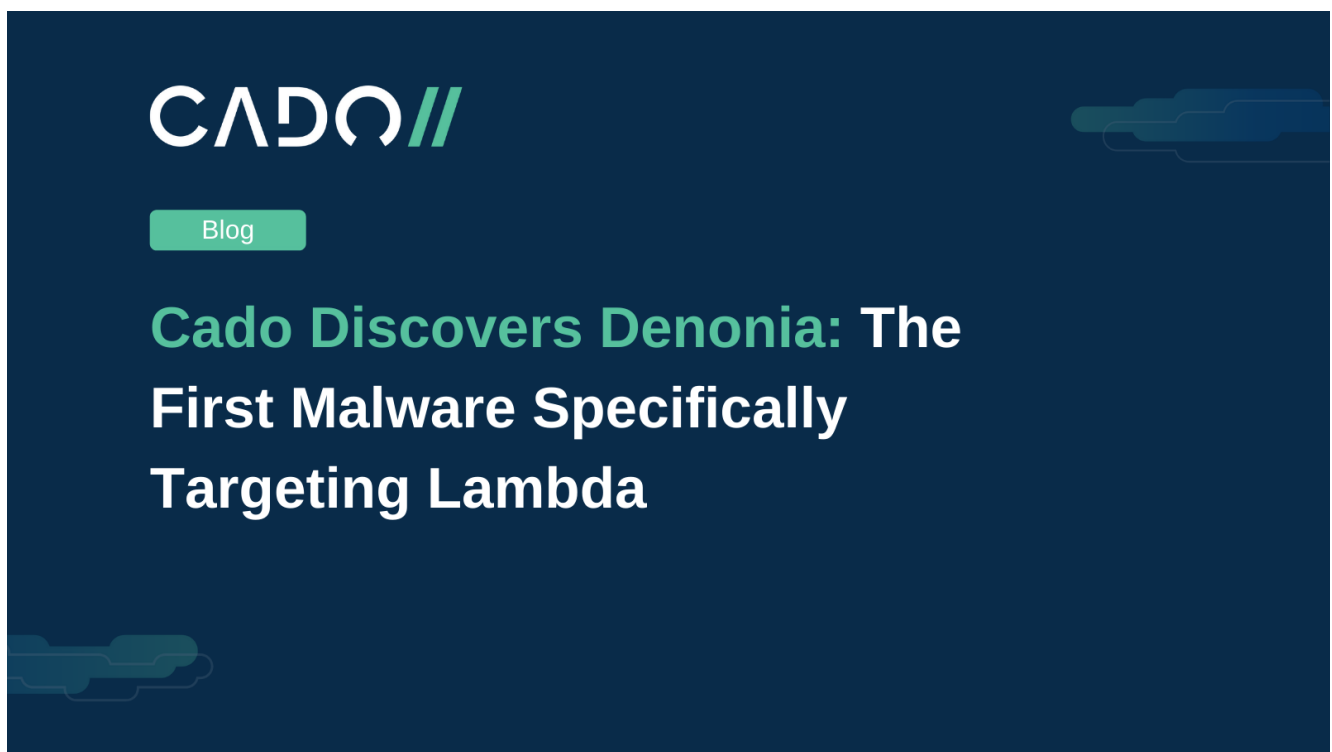 CADO//
Blog
Cado Discovers Denonia: The
First Malware Specifically
Targeting Lambda